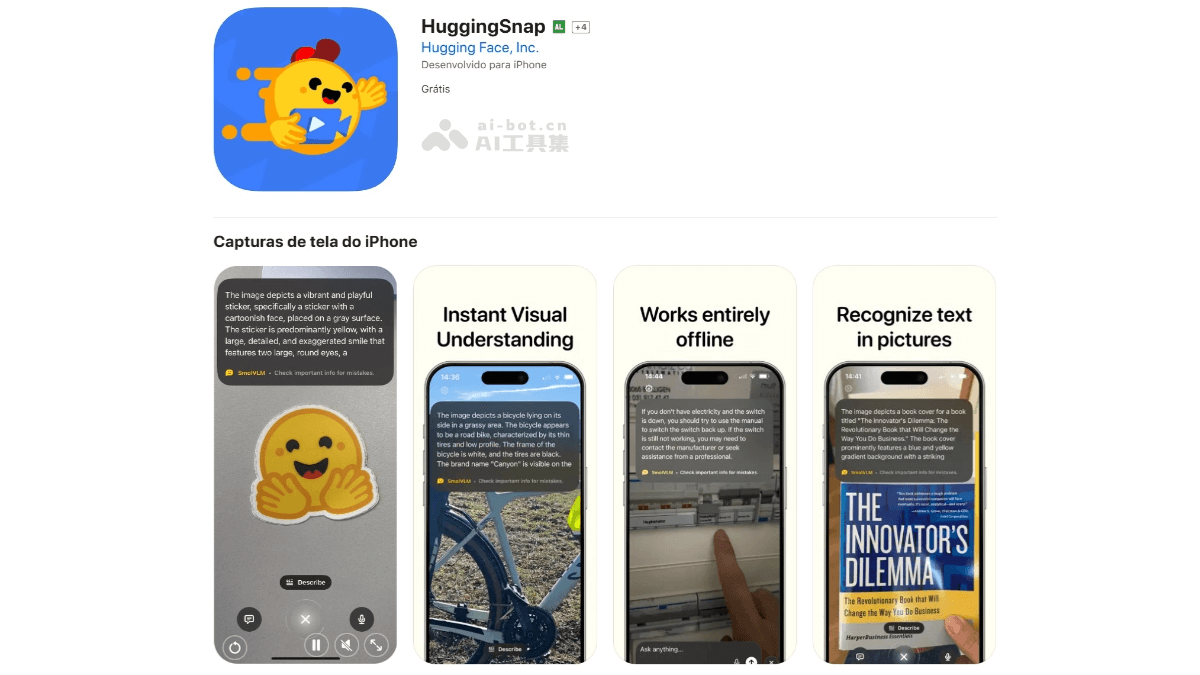 HuggingSnap AL +4
Hugging Face, Inc.
Desenvolvido para iPhone
Grátis
ai-bot.cn
AI工具集
Capturas de tela do iPhone
The image depicts a vibrant and playful
sticker, specifically a sticker with a
cartoonish face, placed on a gray surface.
The sticker is predominantly yellow, with a
large, detailed, and exaggerated smile that
features two large, round eyes, a
SmolVLM • Check important info for mistakes.
Describe
Instant Visual
Understanding
14:36
The image depicts a bicycle lying on its
side in a grassy area. The bicycle appears
to be a road bike, characterized by its thin
tires and low profile. The frame of the
bicycle is white, and the tires are black.
The brand name "Canyon" is visible on the
SmolVLM • Check important info for mistakes.
Describe
Works entirely
offline
14:44
If you don't have electricity and the switch
is down, you should try to use the manual
to switch the switch back up. If the switch
is still not working, you may need to
contact the manufacturer or seek
assistance from a professional.
SmolVLM • Check important info for mistakes.
Ask anything...
Recognize text
in pictures
14:41
The image depicts a book cover for a book
titled "The Innovator's Dilemma: The
Revolutionary Book that Will Change the
Way You Do Business." The book cover
prominently features a blue and yellow
gradient background with a striking
SmolVLM • Check important info for mistakes.
THE
INNOVATOR'S
DILEMMA
The Revolutionary Book that Will
Change the Way You Do Business
Describe
HarperBusiness Essentials